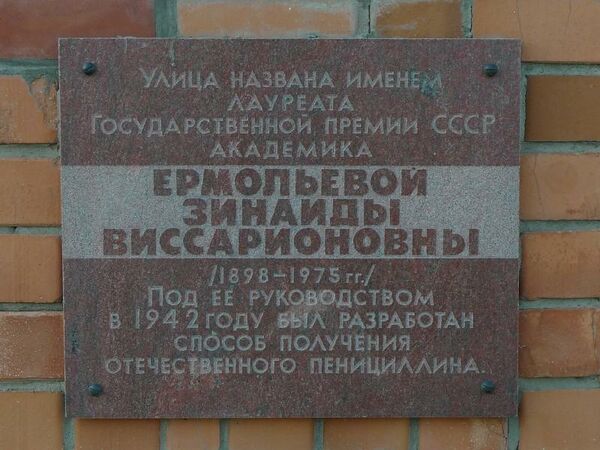 Улица названа именем
лауреата
Государственной премии СССР
академика
ЕРМОЛЬЕВОЙ
ЗИНАИДЫ
ВИССАРИОНОВНЫ
/1898–1975 гг./
Под ее руководством
в 1942 году был разработан
способ получения
отечественного пенициллина.